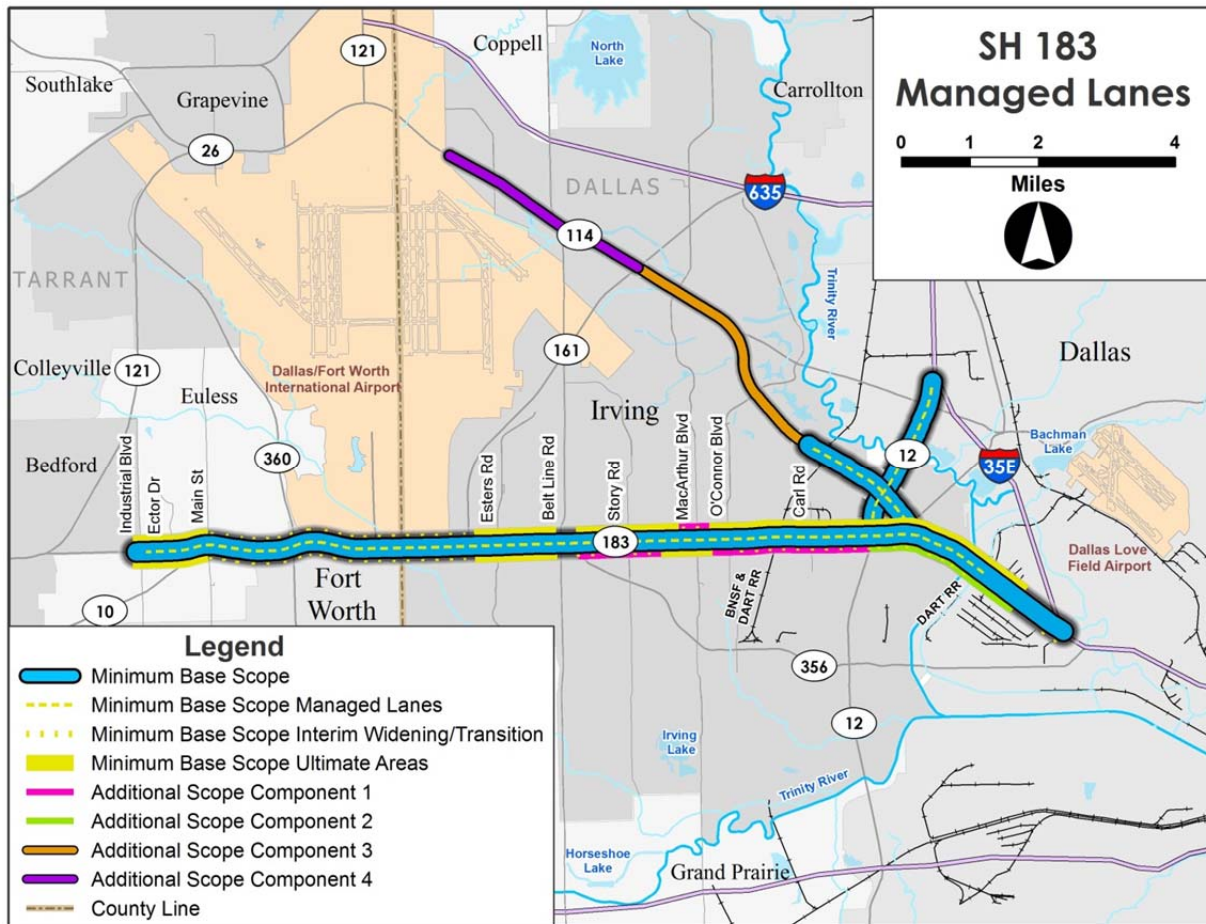 SH 183
Managed Lanes
0 2 4
Miles
121
Coppell
North
Lake
Carrollton
Southlake
Grapevine
26
DALLAS
635
114
TARRANT
Trinity River
Colleyville
121
161
Dallas
Dallas/Fort Worth
International Airport
Euless
Irving
Bachman
Lake
Bedford
360
12
35E
Industrial Blvd
Ector Dr
Main St
Esters Rd
Belt Line Rd
Story Rd
MacArthur Blvd
O'Connor Blvd
Carl Rd
183
Dallas Love
Field Airport
Fort
Worth
10
BNSF &
DART RR
DART RR
356
12
Irving
Lake
Trinity River
Horseshoe
Lake
Grand Prairie
Legend
Minimum Base Scope
Minimum Base Scope Managed Lanes
Minimum Base Scope Interim Widening/Transition
Minimum Base Scope Ultimate Areas
Additional Scope Component 1
Additional Scope Component 2
Additional Scope Component 3
Additional Scope Component 4
County Line